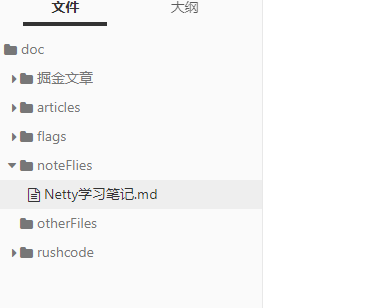 文件 大纲
doc
掘金文章
articles
flags
noteFlies
Netty学习笔记.md
otherFiles
rushcode